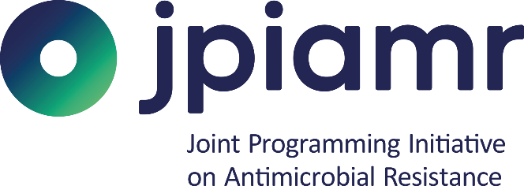 jpiamr
Joint Programming Initiative
on Antimicrobial Resistance